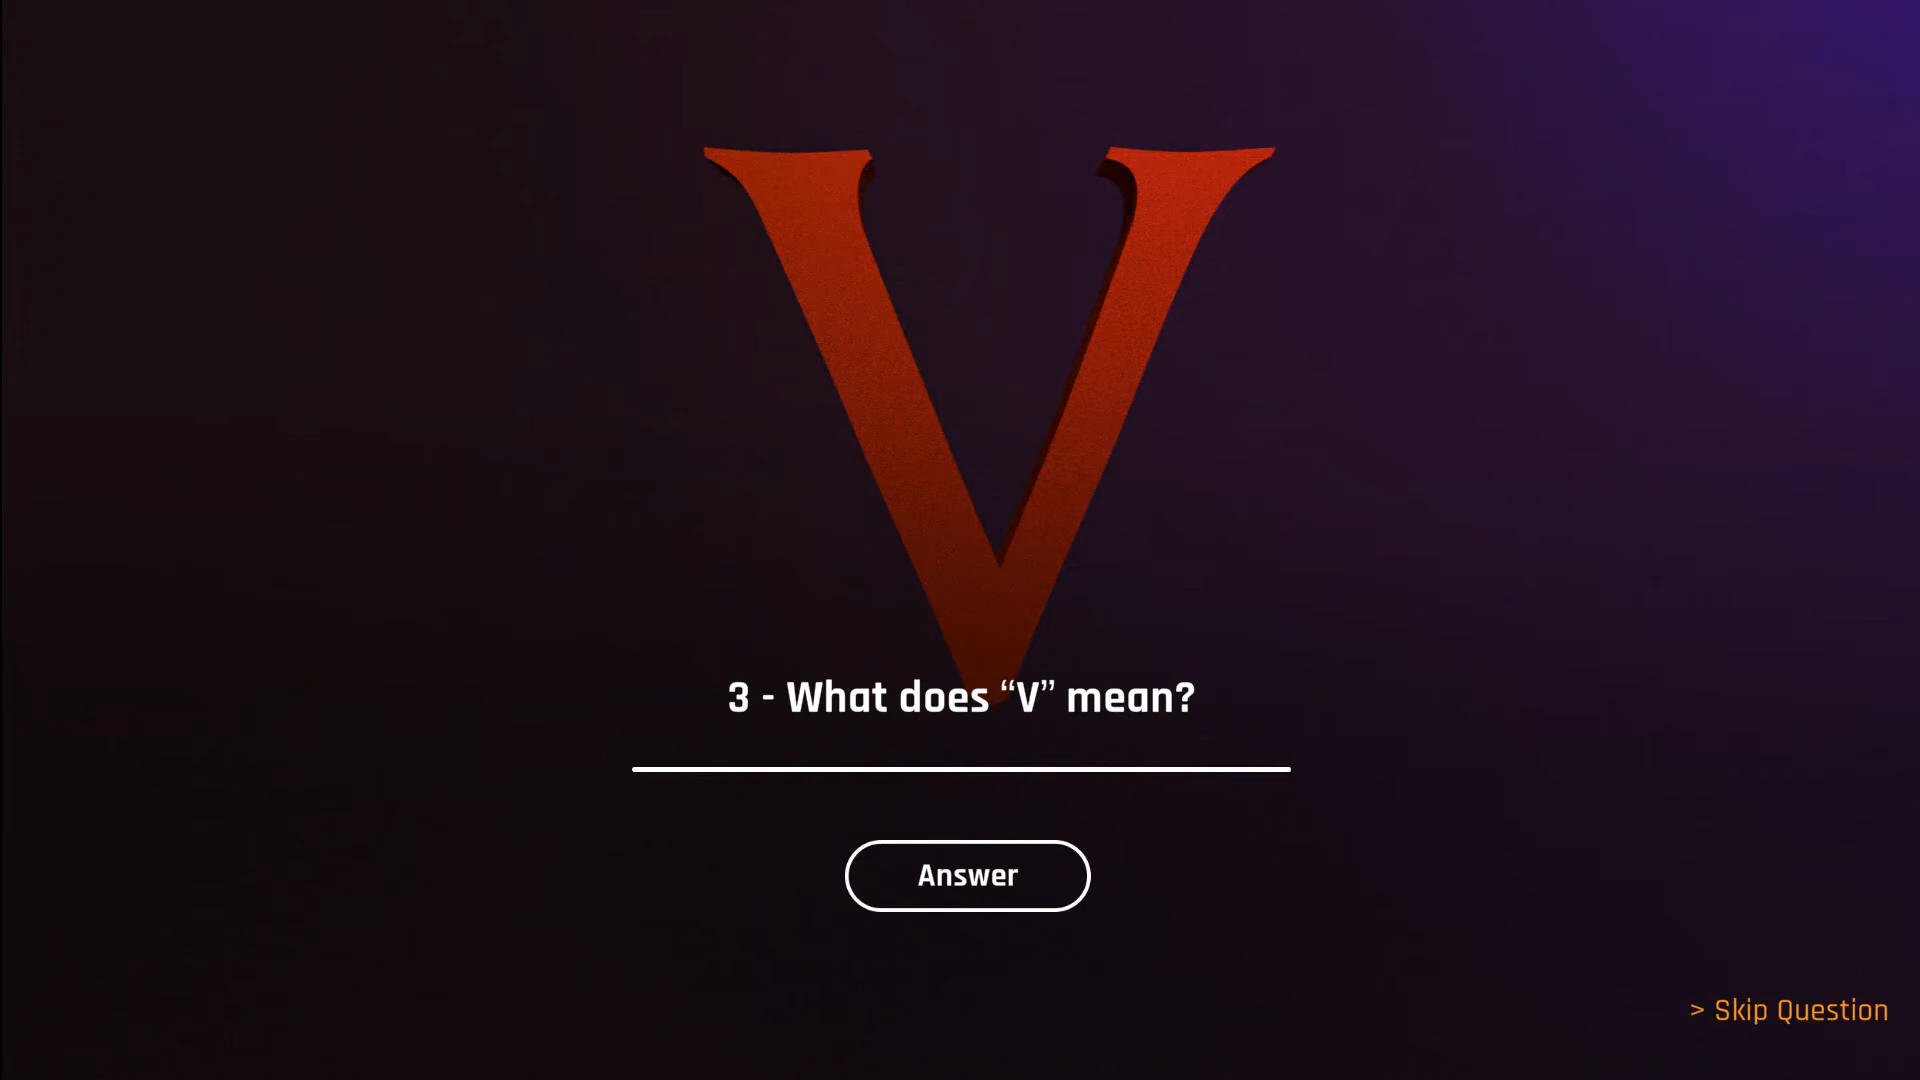 V
3 - What does “V” mean?
Answer
> Skip Question